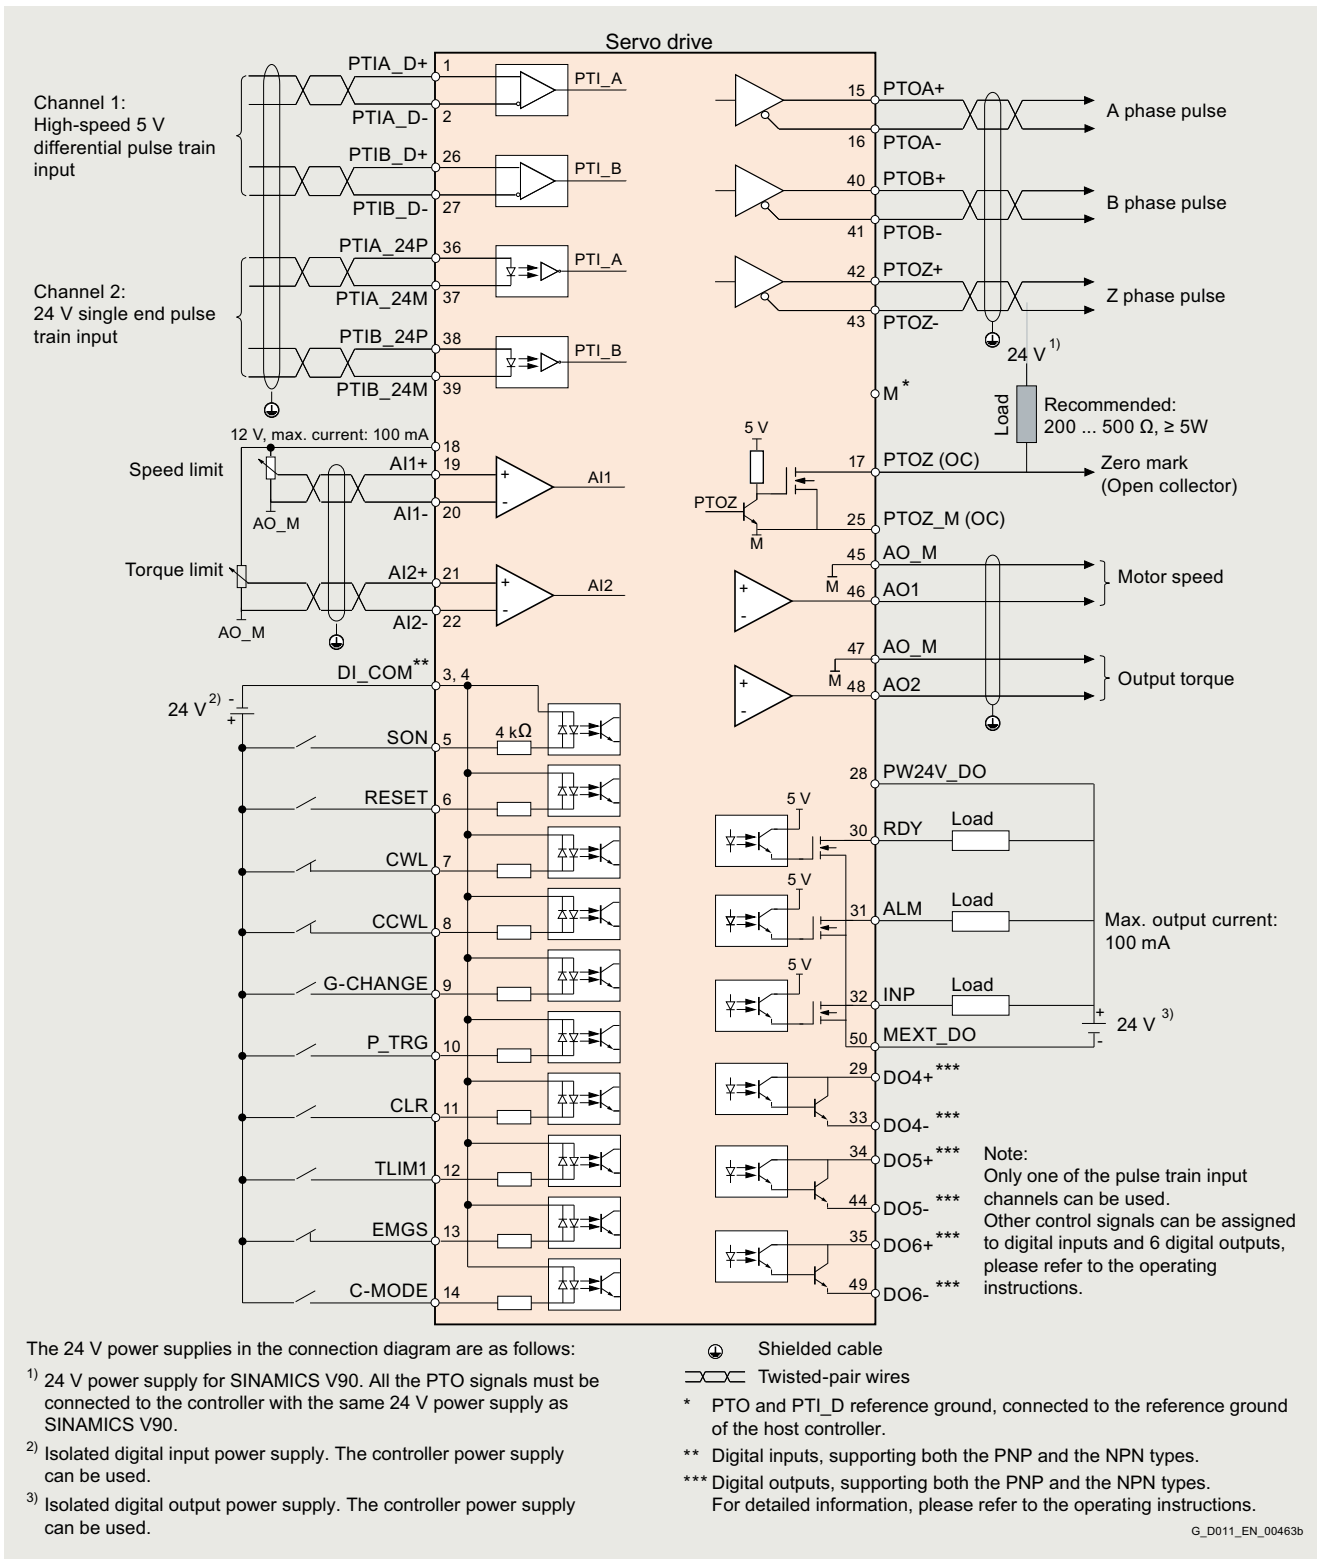 Servo drive
Channel 1:
High-speed 5 V
differential pulse train
input
PTIA_D+ 1
PTI_A
PTIA_D- 2
PTIB_D+ 26
PTI_B
PTIB_D- 27
Channel 2:
24 V single end pulse
train input
PTIA_24P 36
PTI_A
PTIA_24M 37
PTIB_24P 38
PTI_B
PTIB_24M 39
12 V, max. current: 100 mA 18
Speed limit
AI1+ 19
AI1
AI1- 20
AO_M
Torque limit
AI2+ 21
AI2
AI2- 22
AO_M
DI_COM** 3, 4
24 V 2)
-
+
SON 5
4 kΩ
RESET 6
CWL 7
CCWL 8
G-CHANGE 9
P_TRG 10
CLR 11
TLIM1 12
EMGS 13
C-MODE 14
+
-
+
-
15 PTOA+
A phase pulse
16 PTOA-
40 PTOB+
B phase pulse
41 PTOB-
42 PTOZ+
Z phase pulse
43 PTOZ-
24 V 1)
M *
Load
Recommended:
200 ... 500 Ω, ≥ 5W
5 V
17 PTOZ (OC)
Zero mark
(Open collector)
PTOZ
M
25 PTOZ_M (OC)
45 AO_M
M
Motor speed
46 AO1
+
-
47 AO_M
M
Output torque
48 AO2
+
-
28 PW24V_DO
5 V
30 RDY
Load
5 V
31 ALM
Load
Max. output current:
100 mA
5 V
32 INP
Load
+
24 V 3)
-
50 MEXT_DO
29 DO4+ ***
33 DO4- ***
34 DO5+ ***
44 DO5- ***
35 DO6+ ***
49 DO6- ***
Note:
Only one of the pulse train input
channels can be used.
Other control signals can be assigned
to digital inputs and 6 digital outputs,
please refer to the operating
instructions.
The 24 V power supplies in the connection diagram are as follows:
1) 24 V power supply for SINAMICS V90. All the PTO signals must be
connected to the controller with the same 24 V power supply as
SINAMICS V90.
2) Isolated digital input power supply. The controller power supply
can be used.
3) Isolated digital output power supply. The controller power supply
can be used.
Shielded cable
Twisted-pair wires
* PTO and PTI_D reference ground, connected to the reference ground
of the host controller.
** Digital inputs, supporting both the PNP and the NPN types.
*** Digital outputs, supporting both the PNP and the NPN types.
For detailed information, please refer to the operating instructions.
G_D011_EN_00463b